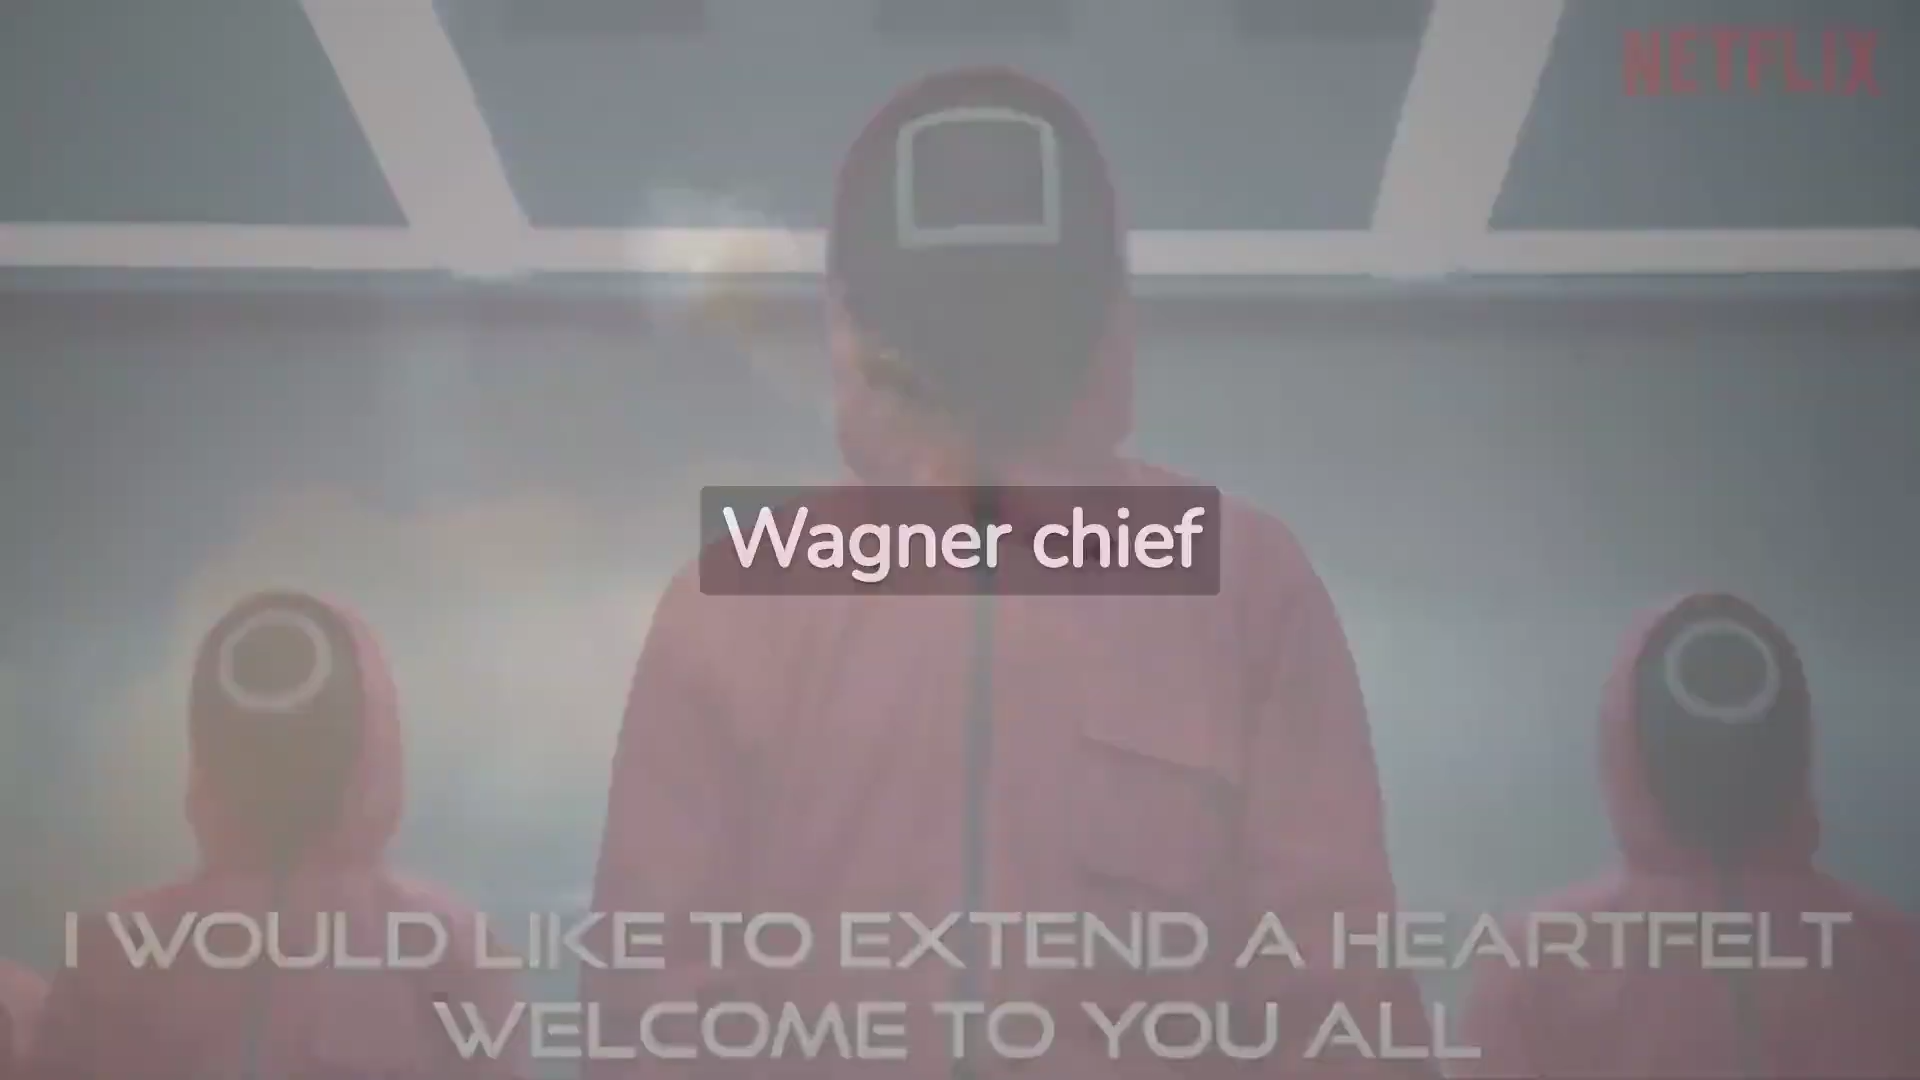 NETFLIX
Wagner chief
I WOULD LIKE TO EXTEND A HEARTFELT
WELCOME TO YOU ALL